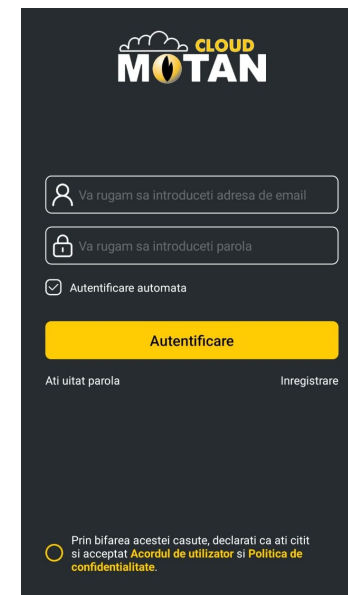 CLOUD
MOTAN
Va rugam sa introduceti adresa de email
Va rugam sa introduceti parola
Autentificare automata
Autentificare
Ati uitat parola
Inregistrare
Prin bifarea acestei casute, declarati ca ati citit
si acceptat Acordul de utilizator si Politica de
confidentialitate.